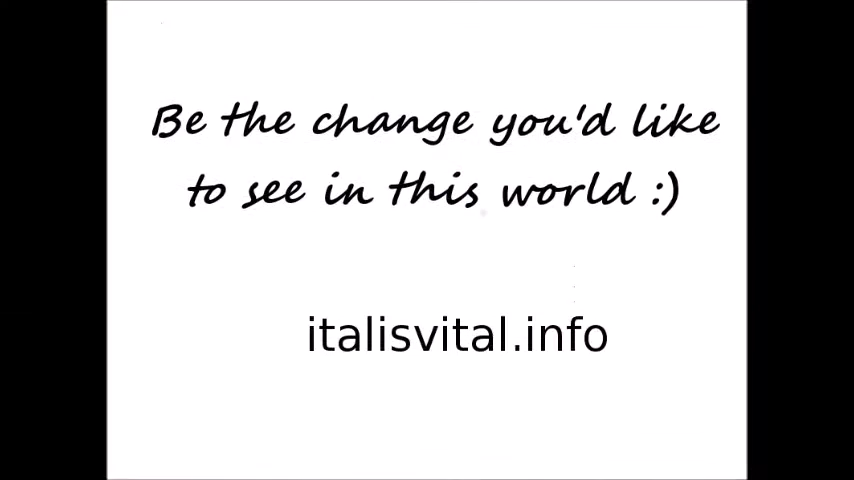 Be the change you'd like
to see in this world :)
italisvital.info